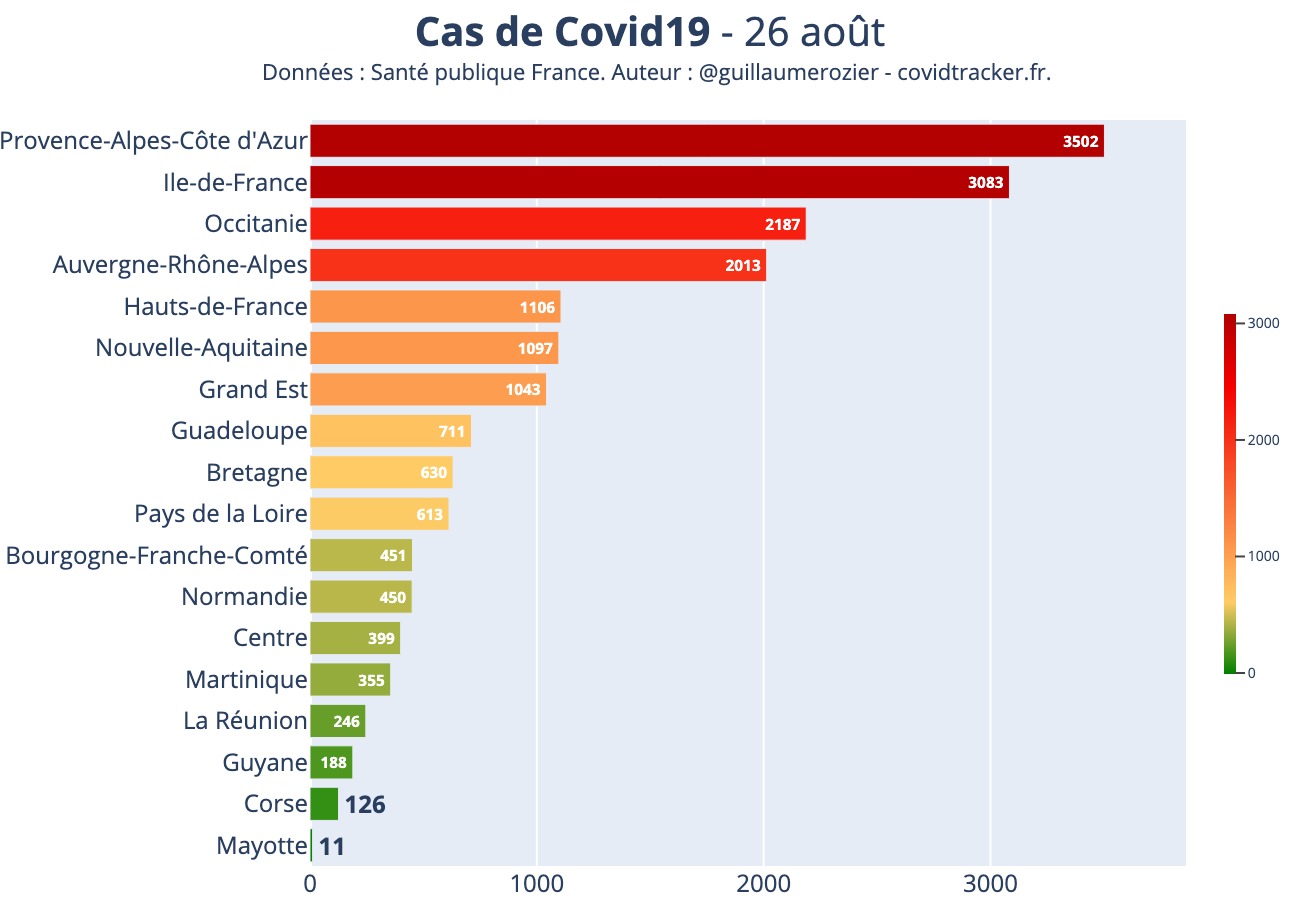 Cas de Covid19 - 26 août
Données : Santé publique France. Auteur : @guillaumerozier - covidtracker.fr.
Provence-Alpes-Côte d'Azur 3502
Ile-de-France 3083
Occitanie 2187
Auvergne-Rhône-Alpes 2013
Hauts-de-France 1106
Nouvelle-Aquitaine 1097
Grand Est 1043
Guadeloupe 711
Bretagne 630
Pays de la Loire 613
Bourgogne-Franche-Comté 451
Normandie 450
Centre 399
Martinique 355
La Réunion 246
Guyane 188
Corse 126
Mayotte 11
0 1000 2000 3000
3000
2000
1000
0